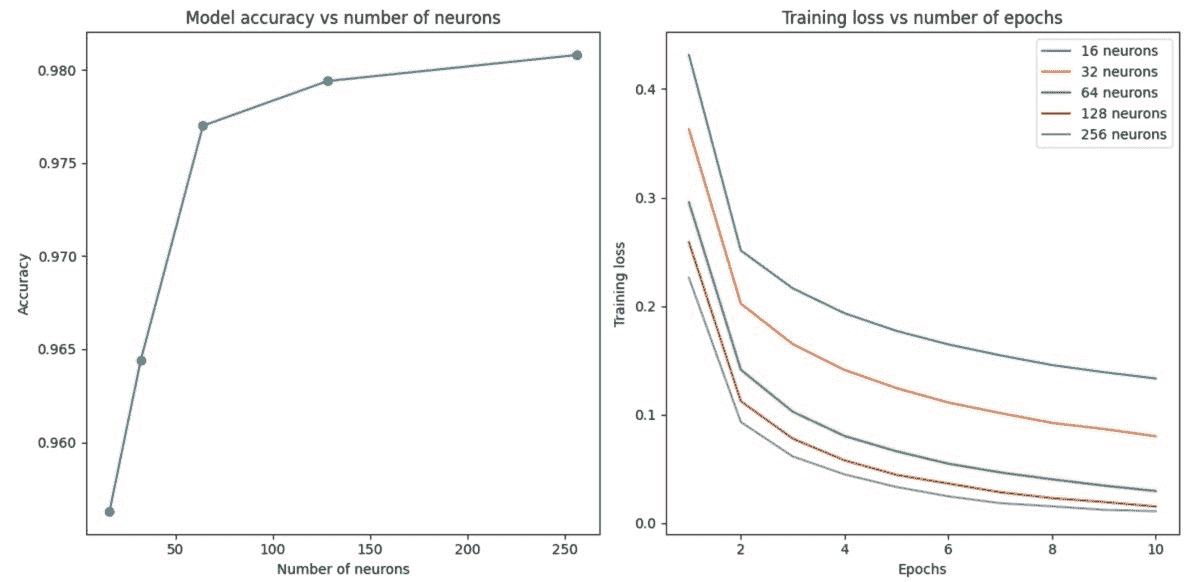 Model accuracy vs number of neurons
0.980
0.975
0.970
0.965
0.960
Accuracy
50
100
150
200
250
Number of neurons
Training loss vs number of epochs
16 neurons
32 neurons
64 neurons
128 neurons
256 neurons
0.4
0.3
0.2
0.1
0.0
Training loss
2
4
6
8
10
Epochs